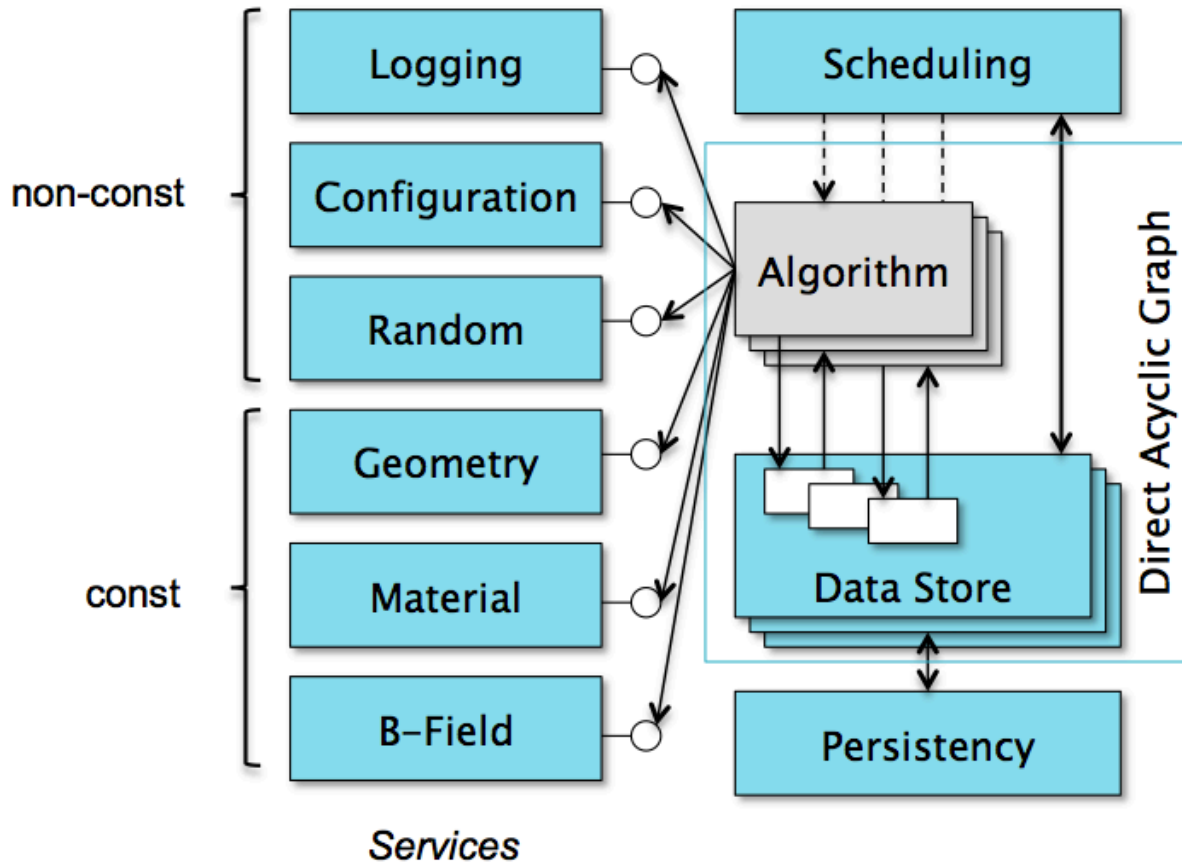 Logging
Scheduling
non-const
Configuration
Algorithm
Random
Direct Acyclic Graph
Geometry
const
Material
Data Store
B-Field
Persistency
Services